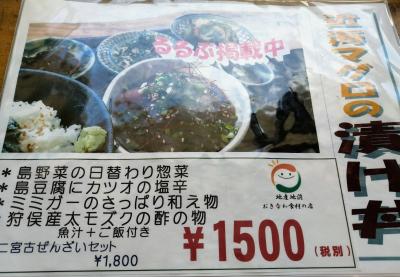 近海マグロの
漬け丼
るるぶ掲載中
＊島野菜の日替わり惣菜
＊島豆腐にカツオの塩辛
＊ミミガーのさっぱり和え物
＊狩俣産太モズクの酢の物
魚汁＋ご飯付き
￥1500（税別）
二宮古ぜんざいセット
￥1,800
地産地消
おきなわ食材の店